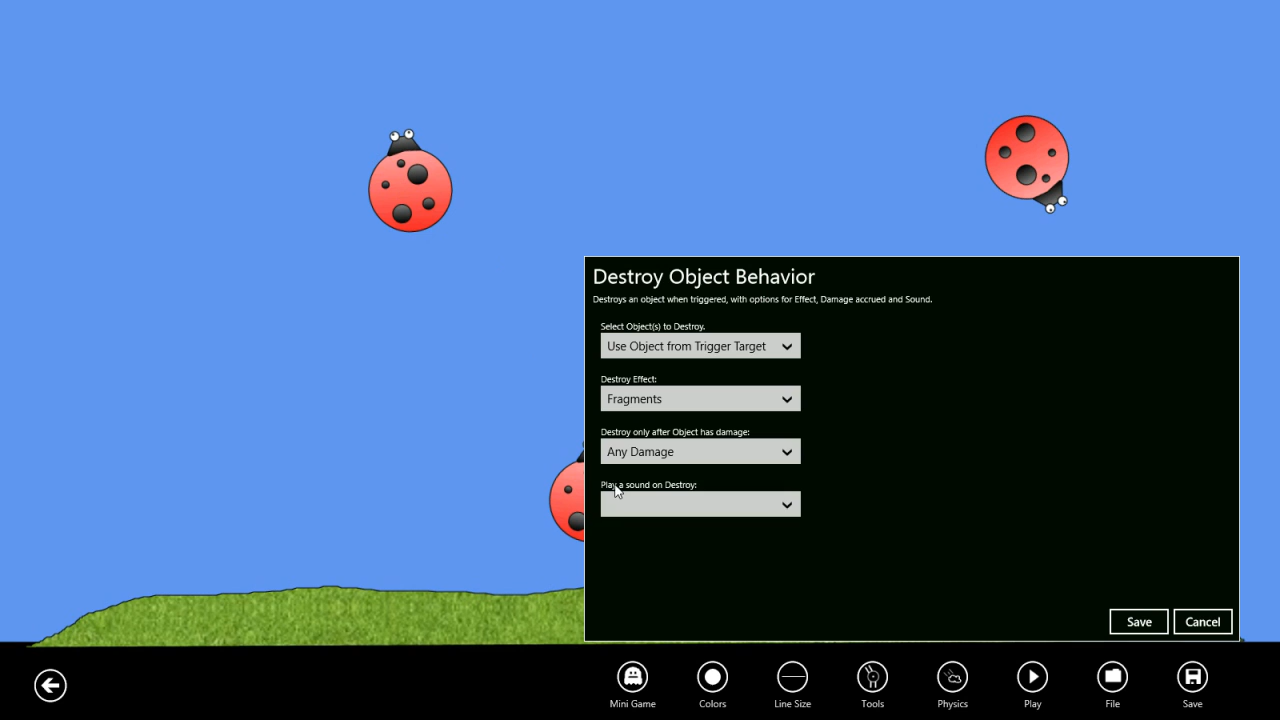 Destroy Object Behavior
Destroys an object when triggered, with options for Effect, Damage accrued and Sound.
Select Object(s) to Destroy.
Use Object from Trigger Target
Destroy Effect:
Fragments
Destroy only after Object has damage:
Any Damage
Play a sound on Destroy:
Save Cancel
Mini Game Colors Line Size Tools Physics Play File Save